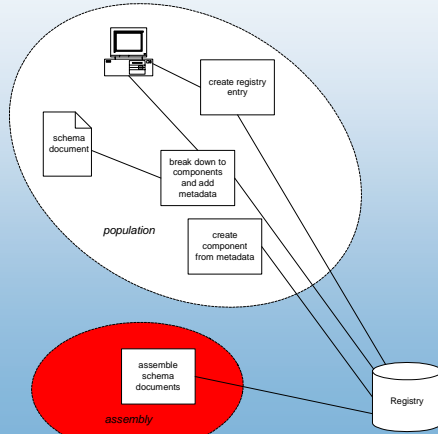 create registry
entry
schema
document
break down to
components
and add
metadata
population
create
component
from metadata
assemble
schema
documents
Registry
assembly